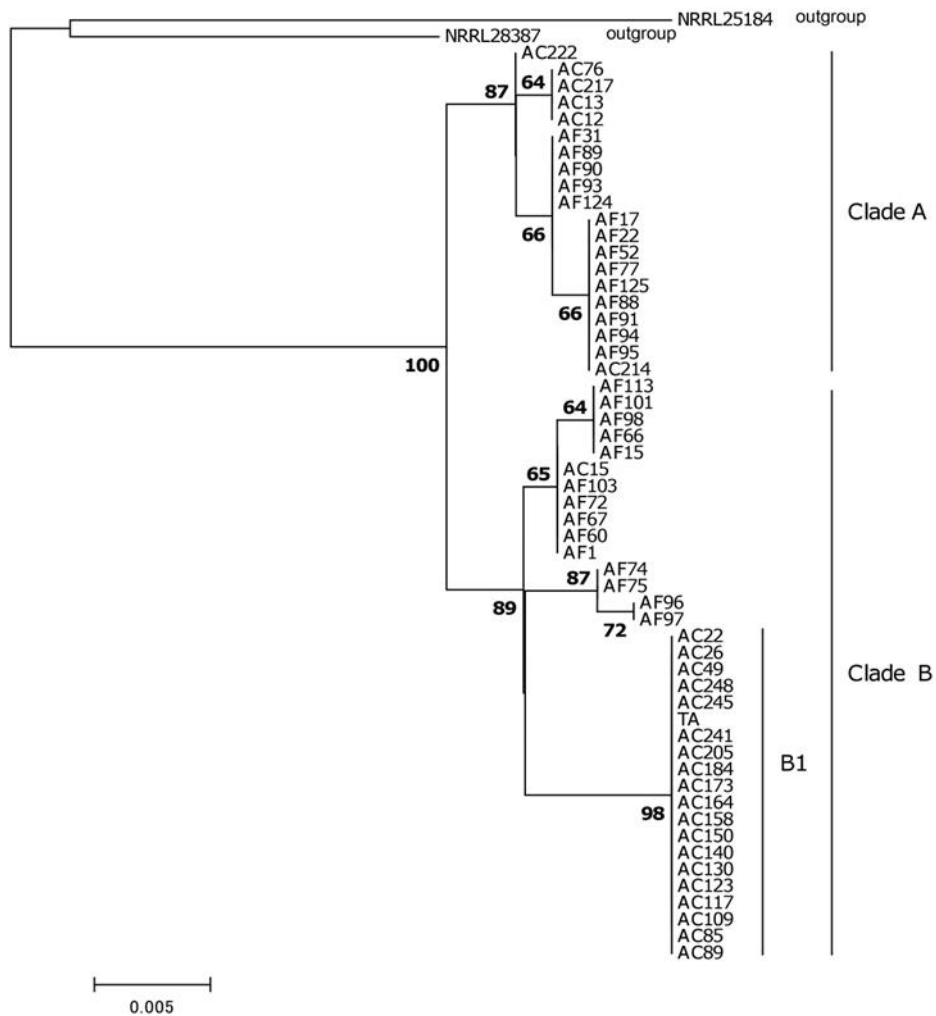 NRRL25184 outgroup
NRRL28387 outgroup
AC222
AC76
64
87
AC217
AC13
AC12
AF31
AF89
AF90
AF93
AF124
Clade A
AF17
66
AF22
AF52
AF77
AF125
AF88
66
AF91
AF94
AF95
100
AC214
AF113
64
AF101
AF98
AF66
AF15
65
AC15
AF103
AF72
AF67
AF60
AF1
AF74
87
AF75
89
AF96
72
AF97
AC22
AC26
AC49
Clade B
AC248
AC245
TA
AC241
AC205
B1
AC184
AC173
AC164
98
AC158
AC150
AC140
AC130
AC123
AC117
AC109
AC85
AC89
0.005